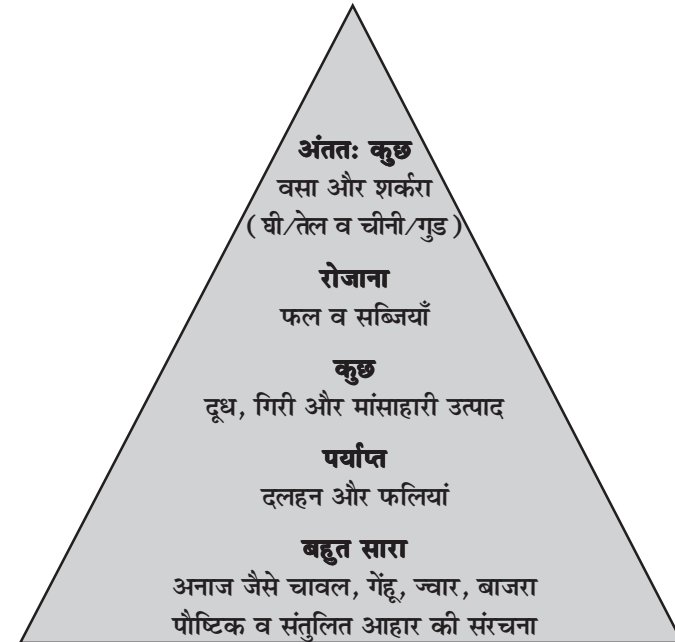 अंततः कुछ
वसा और शर्करा
( घी/तेल व चीनी/गुड )
रोजाना
फल व सब्जियाँ
कुछ
दूध, गिरी और मांसाहारी उत्पाद
पर्याप्त
दलहन और फलियां
बहुत सारा
अनाज जैसे चावल, गेंहू, ज्वार, बाजरा
पौष्टिक व संतुलित आहार की संरचना